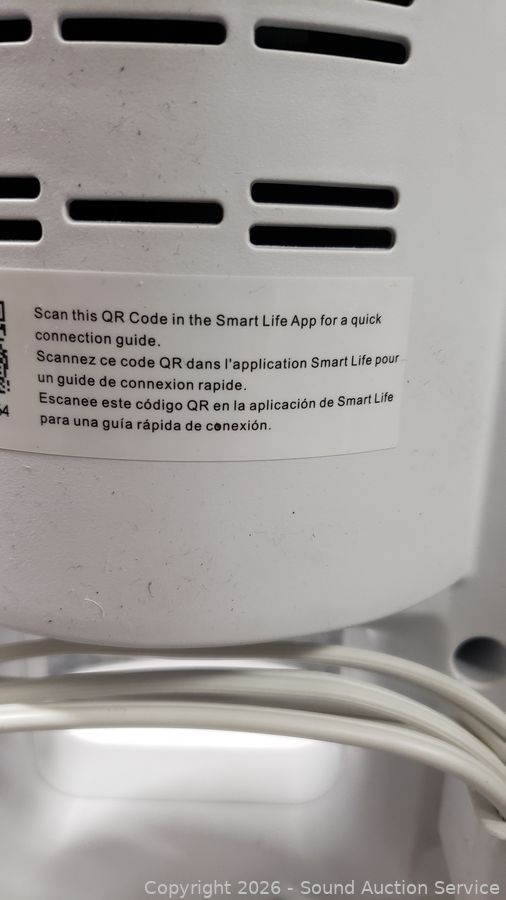 Scan this QR Code in the Smart Life App for a quick
connection guide.
Scannez ce code QR dans l'application Smart Life pour
un guide de connexion rapide.
Escanee este código QR en la aplicación de Smart Life
para una guía rápida de conexión.
Copyright 2026 - Sound Auction Service